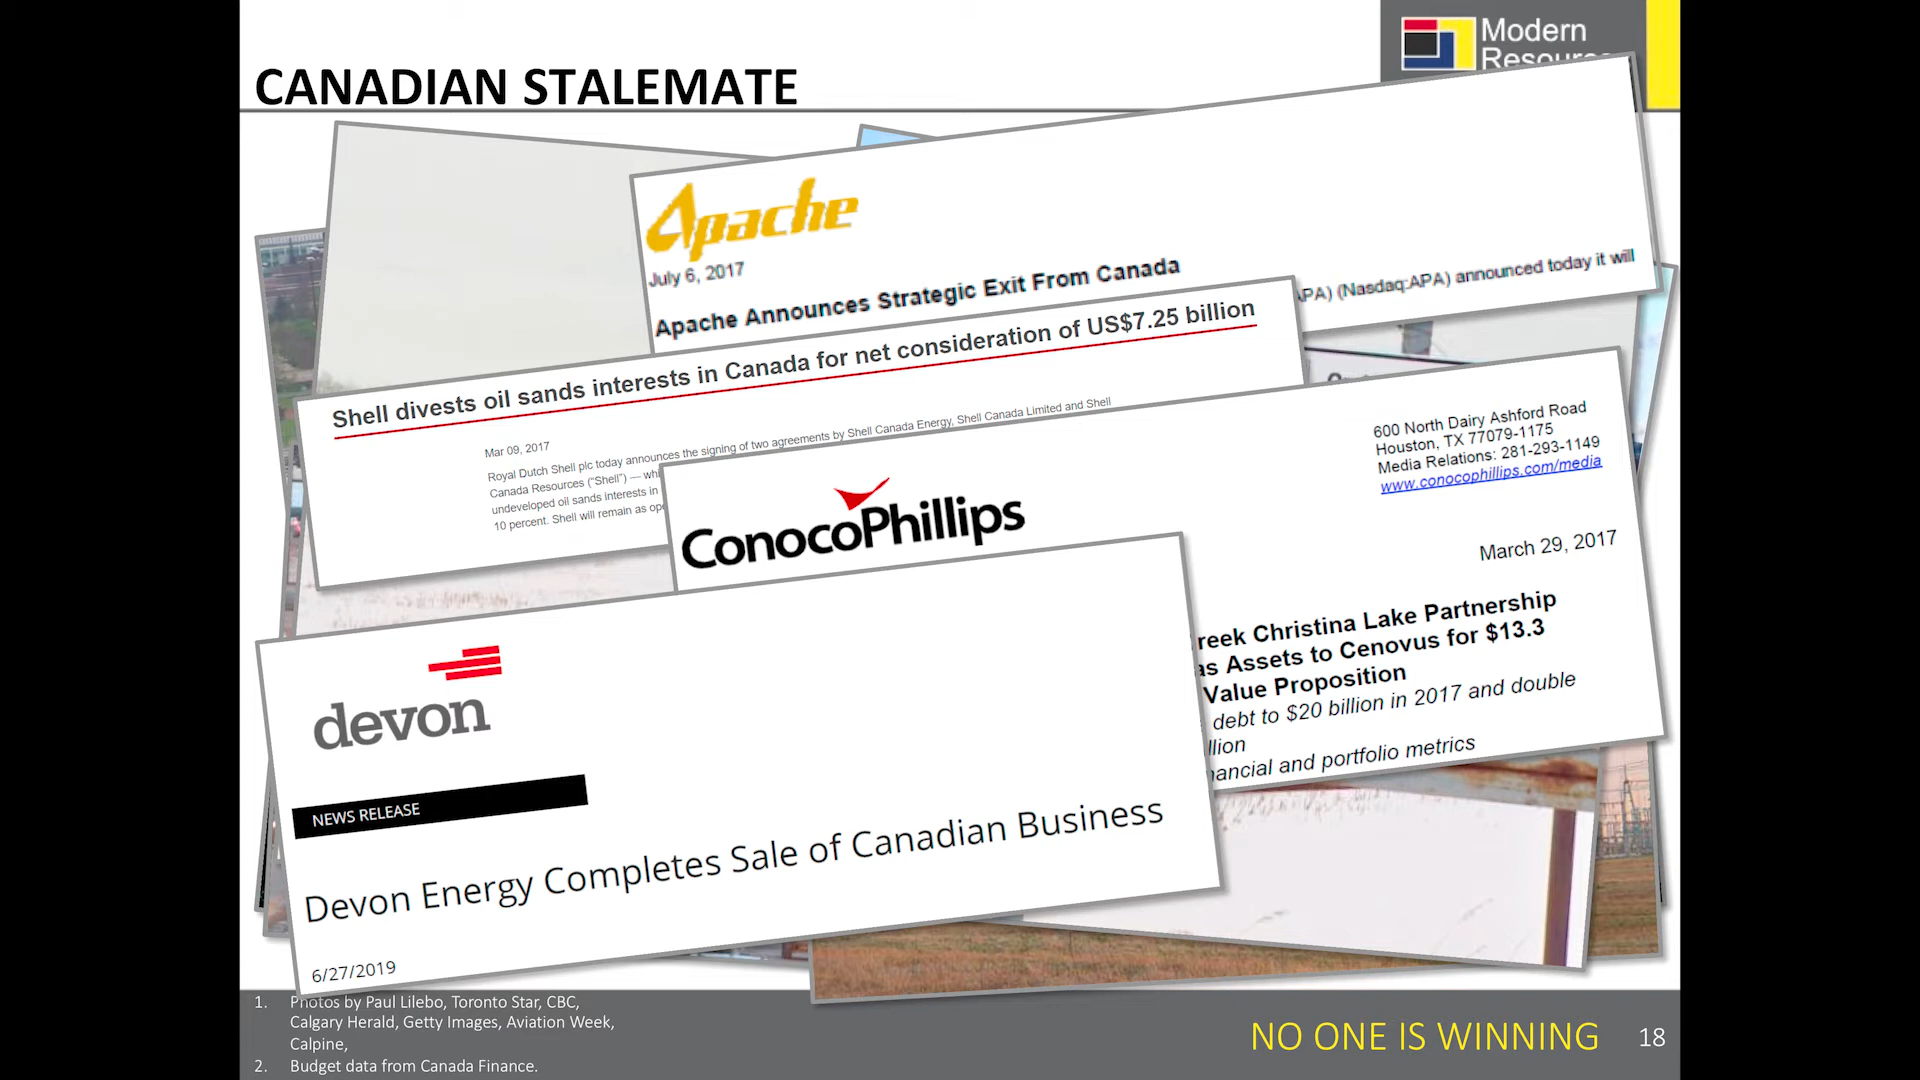 Modern
Resour
CANADIAN STALEMATE
Apache
July 6, 2017
Apache Announces Strategic Exit From Canada
APA) (Nasdaq:APA) announced today it will
Shell divests oil sands interests in Canada for net consideration of US$7.25 billion
Mar 09, 2017
Royal Dutch Shell plc today announces the signing of two agreements by Shell Canada Energy, Shell Canada Limited and Shell
Canada Resources (“Shell”) — whi
undeveloped oil sands interests in
10 percent. Shell will remain as ope
ConocoPhillips
600 North Dairy Ashford Road
Houston, TX 77079-1175
Media Relations: 281-293-1149
www.conocophillips.com/media
March 29, 2017
reek Christina Lake Partnership
as Assets to Cenovus for $13.3
Value Proposition
debt to $20 billion in 2017 and double
llion
nancial and portfolio metrics
devon
NEWS RELEASE
Devon Energy Completes Sale of Canadian Business
6/27/2019
1. Photos by Paul Lilebo, Toronto Star, CBC,
Calgary Herald, Getty Images, Aviation Week,
Calpine,
2. Budget data from Canada Finance.
NO ONE IS WINNING 18